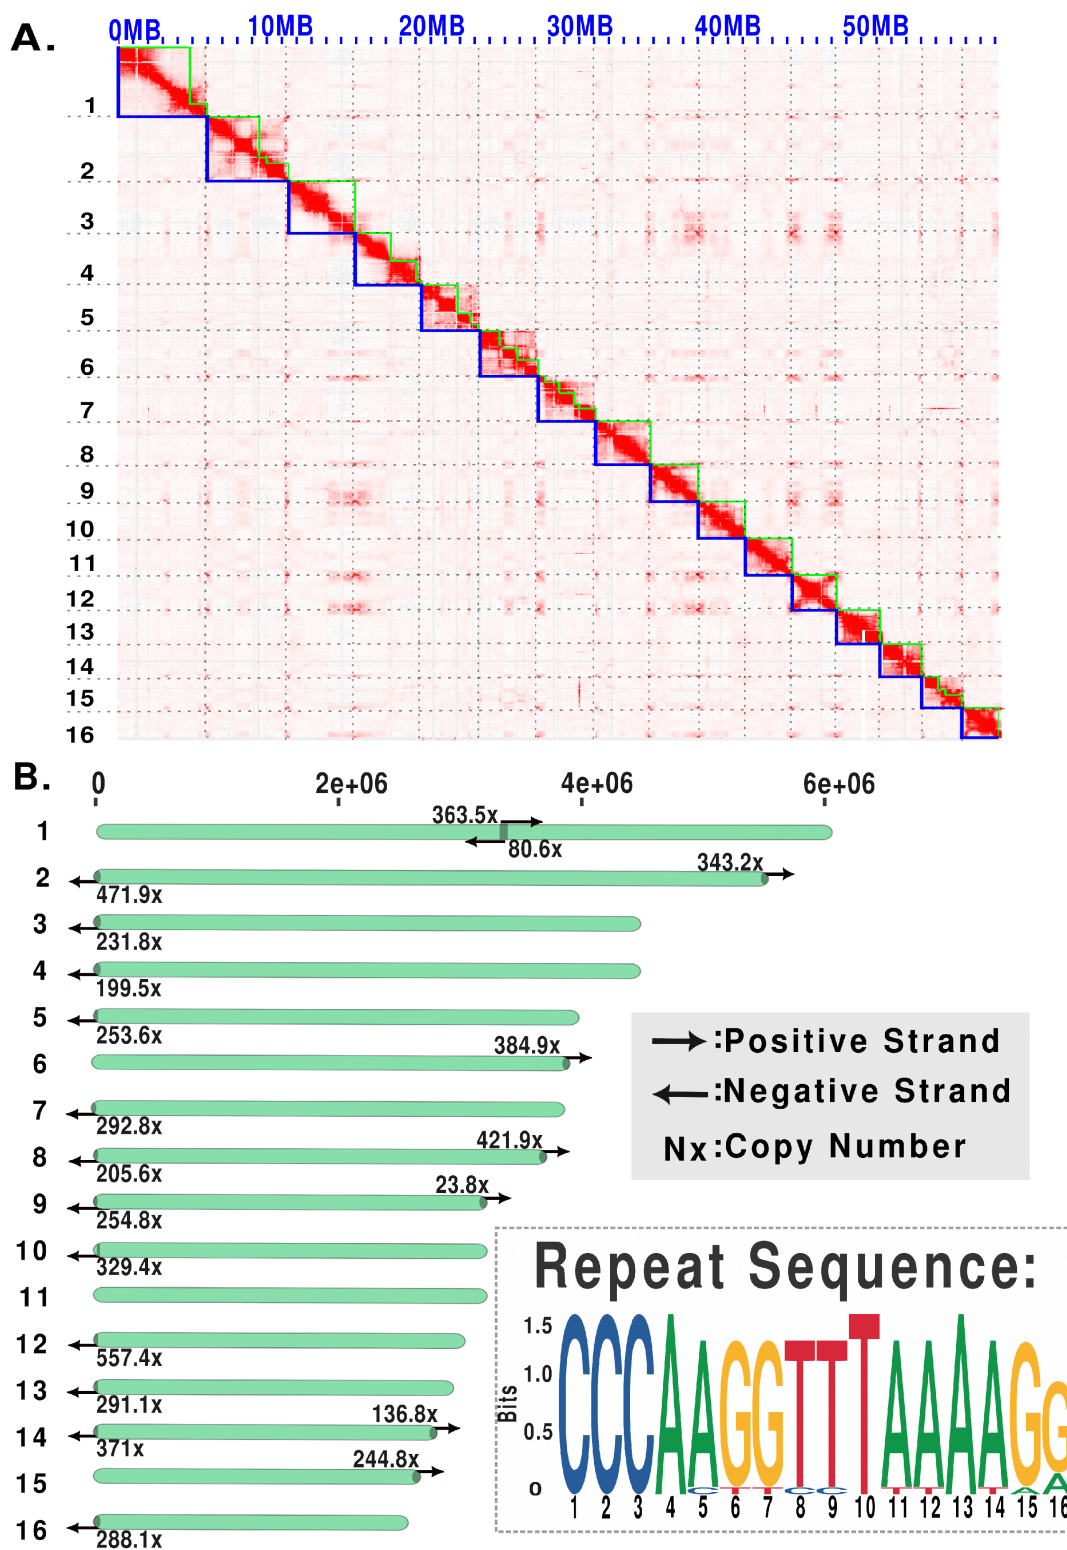 A.
0MB 10MB 20MB 30MB 40MB 50MB
1
2
3
4
5
6
7
8
9
10
11
12
13
14
15
16
B.
0 2e+06 4e+06 6e+06
363.5x
1
80.6x
343.2x
2
471.9x
3
231.8x
4
199.5x
5
253.6x
384.9x
6
7
292.8x
421.9x
8
205.6x
23.8x
9
254.8x
10
329.4x
11
12
557.4x
13
291.1x
136.8x
14
371x
244.8x
15
16
288.1x
:Positive Strand
:Negative Strand
Nx:Copy Number
Repeat Sequence:
Bits
1.5
1.0
0.5
0
CCCAAGGTTTAAAAGG
CTTCCTTTAA
1 2 3 4 5 6 7 8 9 10 11 12 13 14 15 16